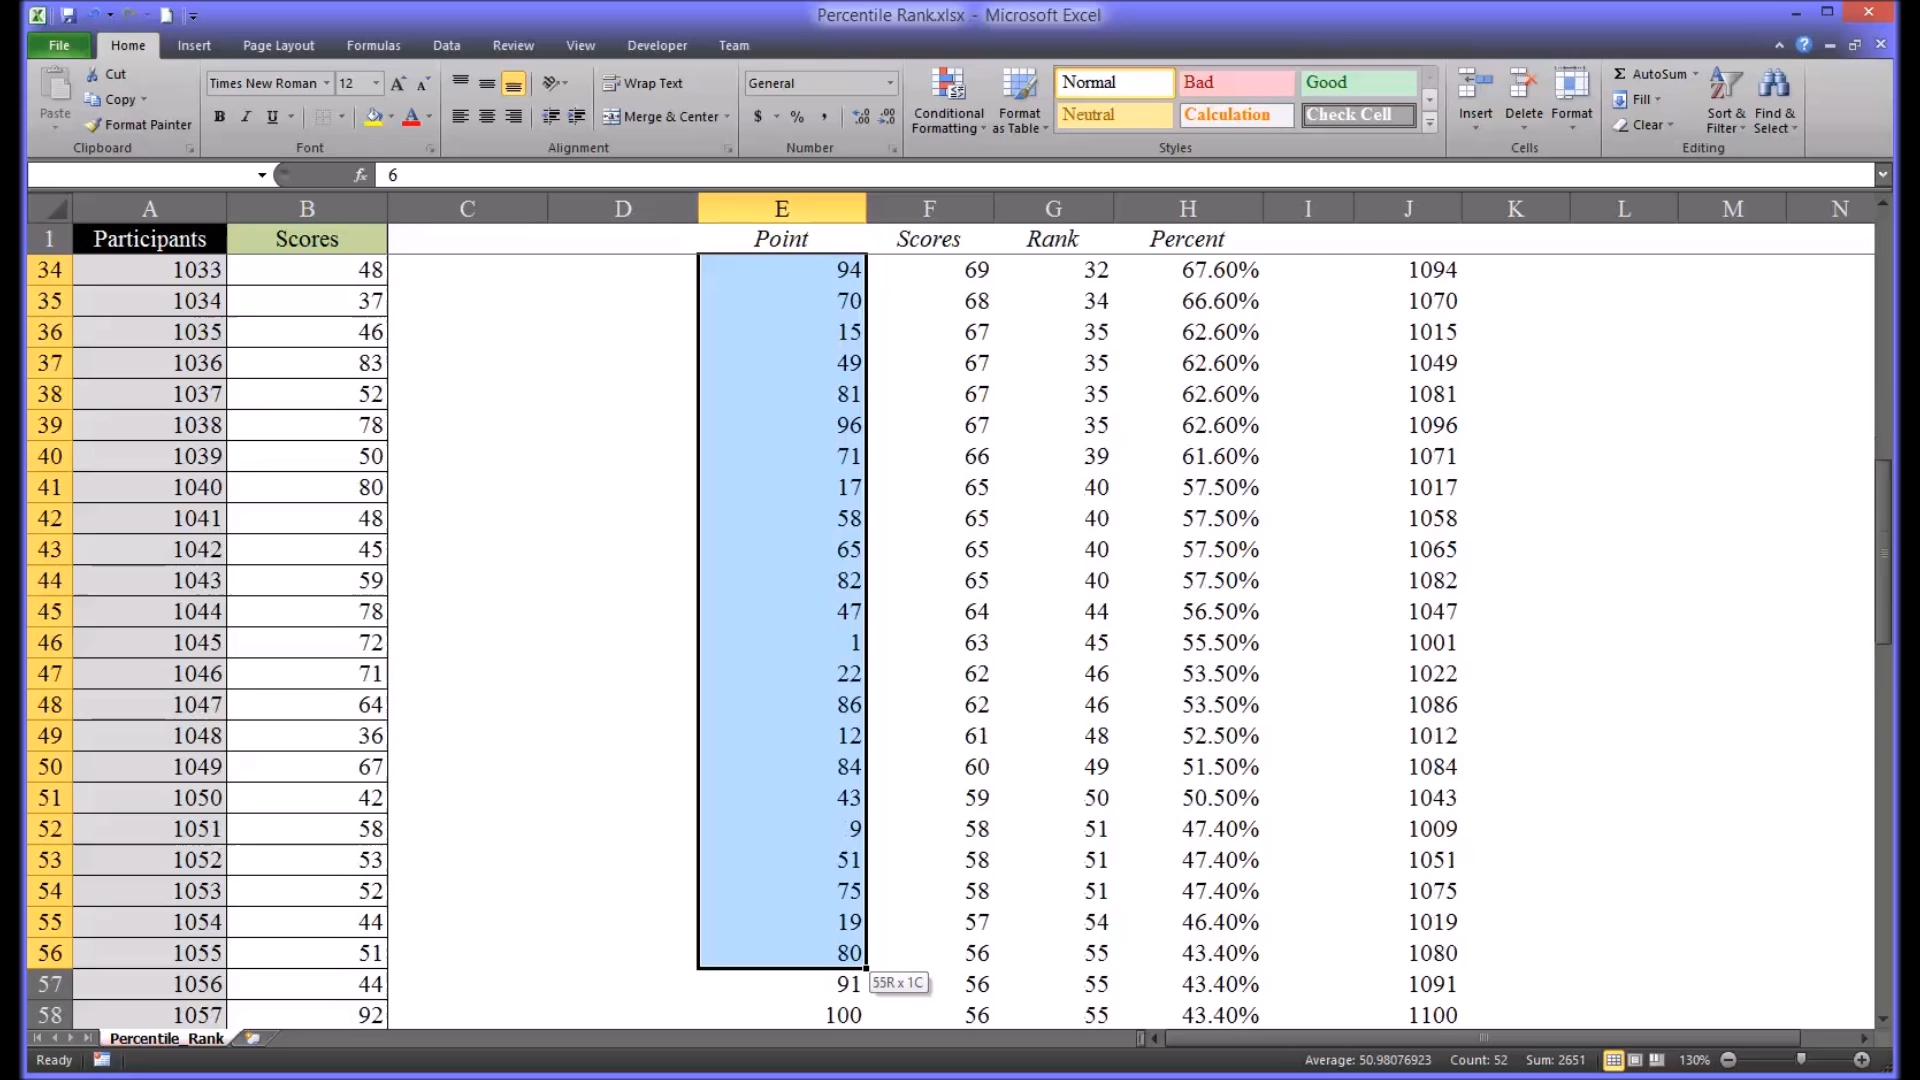 Percentile Rank.xlsx - Microsoft Excel
File Home Insert Page Layout Formulas Data Review View Developer Team
Cut
Copy
Format Painter
Paste
Clipboard
Times New Roman 12
B I U
Font
Wrap Text
Merge & Center
Alignment
General
$ % ,
Number
Conditional Formatting
Format as Table
Normal Bad Good
Neutral Calculation Check Cell
Styles
Insert Delete Format
Cells
Σ AutoSum
Fill
Clear
Sort & Filter
Find & Select
Editing
fx 6
A B C D E F G H I J K L M N
1 Participants Scores Point Scores Rank Percent
34 1033 48 94 69 32 67.60% 1094
35 1034 37 70 68 34 66.60% 1070
36 1035 46 15 67 35 62.60% 1015
37 1036 83 49 67 35 62.60% 1049
38 1037 52 81 67 35 62.60% 1081
39 1038 78 96 67 35 62.60% 1096
40 1039 50 71 66 39 61.60% 1071
41 1040 80 17 65 40 57.50% 1017
42 1041 48 58 65 40 57.50% 1058
43 1042 45 65 65 40 57.50% 1065
44 1043 59 82 65 40 57.50% 1082
45 1044 78 47 64 44 56.50% 1047
46 1045 72 1 63 45 55.50% 1001
47 1046 71 22 62 46 53.50% 1022
48 1047 64 86 62 46 53.50% 1086
49 1048 36 12 61 48 52.50% 1012
50 1049 67 84 60 49 51.50% 1084
51 1050 42 43 59 50 50.50% 1043
52 1051 58 9 58 51 47.40% 1009
53 1052 53 51 58 51 47.40% 1051
54 1053 52 75 58 51 47.40% 1075
55 1054 44 19 57 54 46.40% 1019
56 1055 51 80 56 55 43.40% 1080
57 1056 44 91 55R x 1C 56 55 43.40% 1091
58 1057 92 100 56 55 43.40% 1100
Percentile_Rank
Ready Average: 50.98076923 Count: 52 Sum: 2651 130%